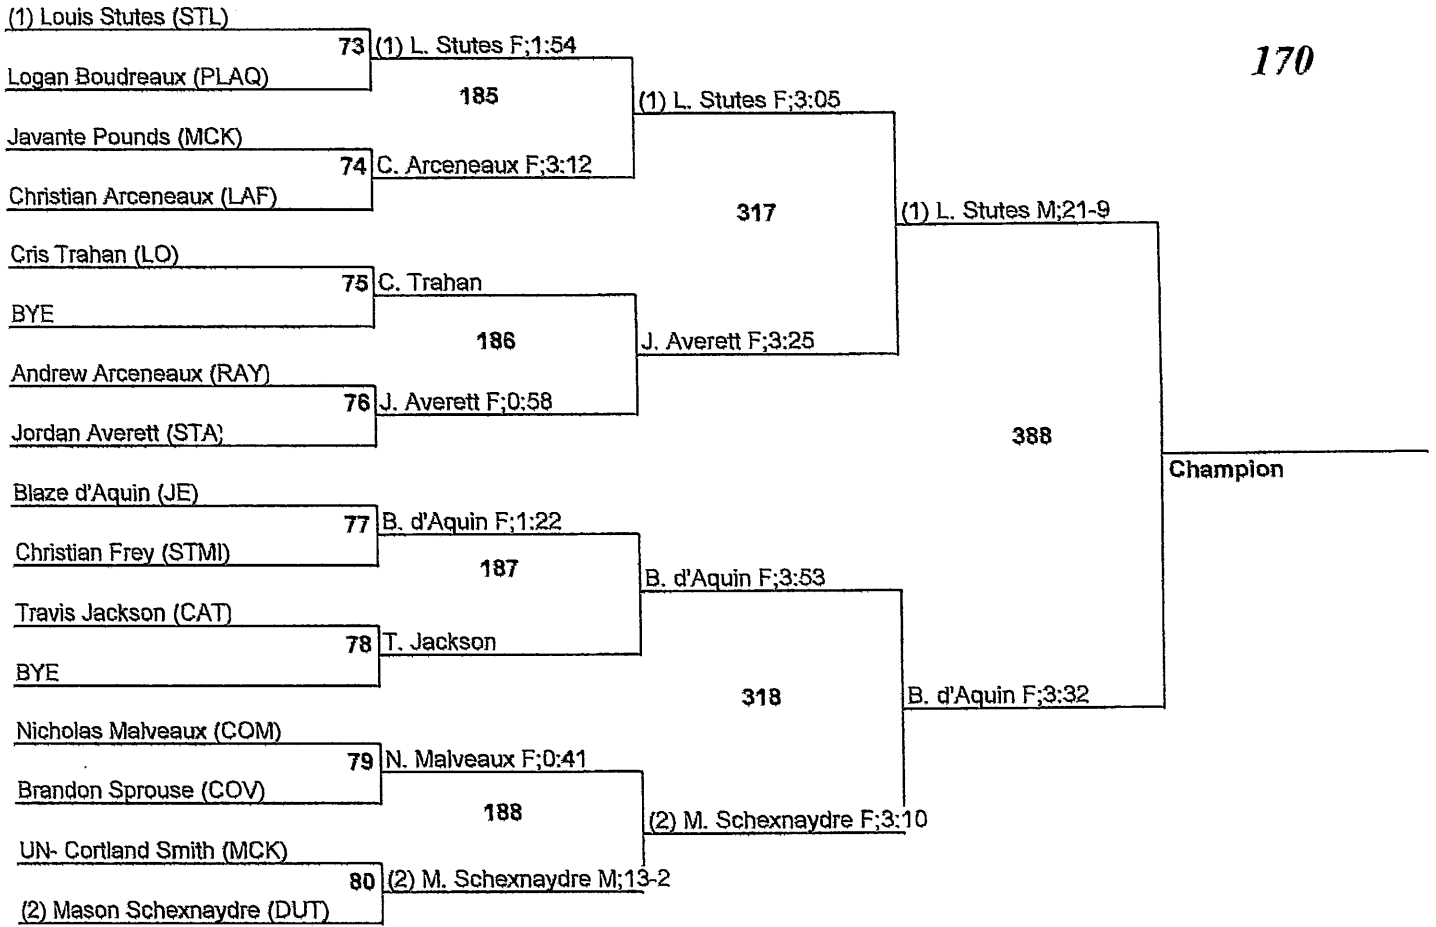 (1) Louis Stutes (STL)
73 (1) L. Stutes F;1:54
170
Logan Boudreaux (PLAQ)
185
(1) L. Stutes F;3:05
Javante Pounds (MCK)
74 C. Arceneaux F;3:12
Christian Arceneaux (LAF)
317
(1) L. Stutes M;21-9
Cris Trahan (LO)
75 C. Trahan
BYE
186
J. Averett F;3:25
Andrew Arceneaux (RAY)
76 J. Averett F;0:58
Jordan Averett (STA)
388
Champion
Blaze d'Aquin (JE)
77 B. d'Aquin F;1:22
Christian Frey (STMI)
187
B. d'Aquin F;3:53
Travis Jackson (CAT)
78 T. Jackson
BYE
318
B. d'Aquin F;3:32
Nicholas Malveaux (COM)
79 N. Malveaux F;0:41
Brandon Sprouse (COV)
188
(2) M. Schexnaydre F;3:10
UN- Cortland Smith (MCK)
80 (2) M. Schexnaydre M;13-2
(2) Mason Schexnaydre (DUT)